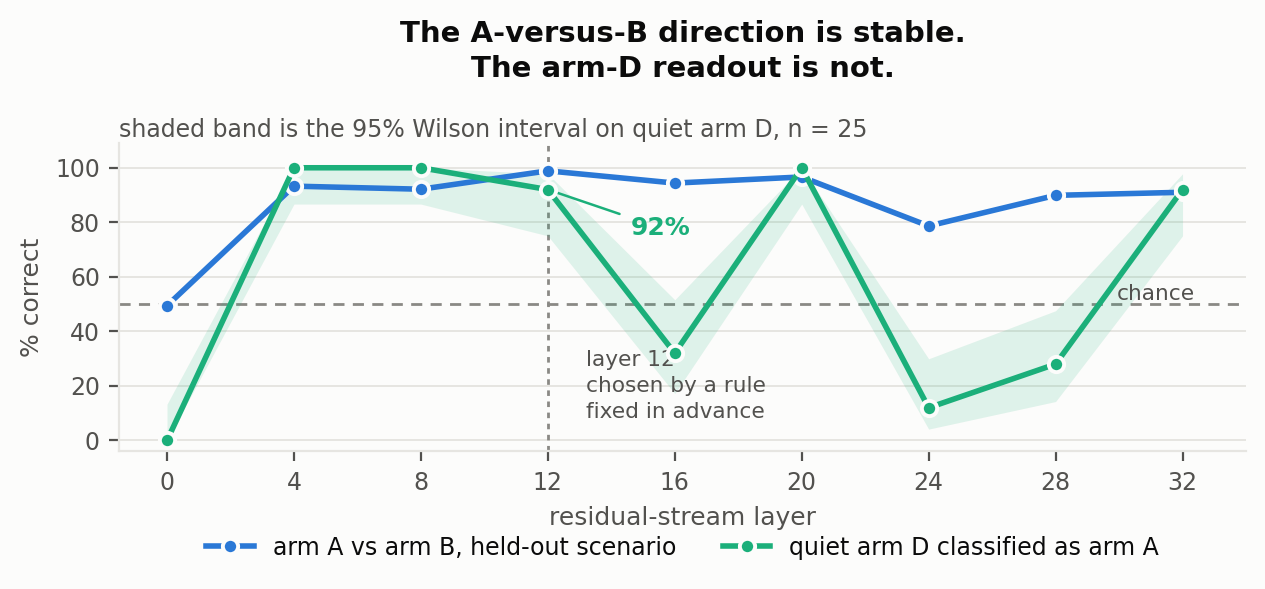 The A-versus-B direction is stable.
The arm-D readout is not.
shaded band is the 95% Wilson interval on quiet arm D, n = 25
% correct
100
80
60
40
20
0
92%
chance
layer 12
chosen by a rule
fixed in advance
0 4 8 12 16 20 24 28 32
residual-stream layer
arm A vs arm B, held-out scenario quiet arm D classified as arm A